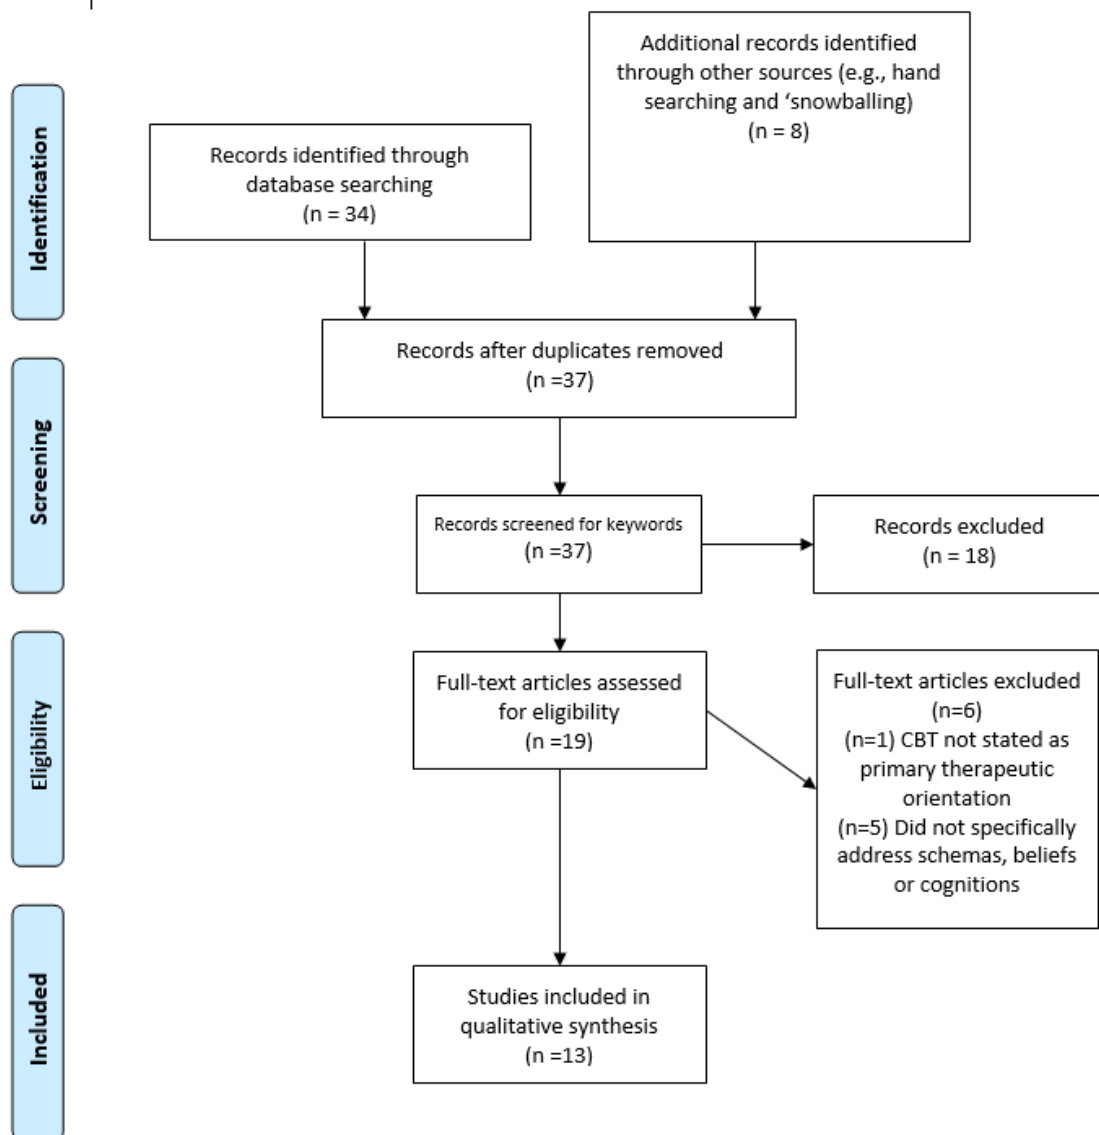 Identification
Records identified through
database searching
(n = 34)
Additional records identified
through other sources (e.g., hand
searching and ‘snowballing)
(n = 8)
Screening
Records after duplicates removed
(n =37)
Records screened for keywords
(n =37)
Records excluded
(n = 18)
Eligibility
Full-text articles assessed
for eligibility
(n =19)
Full-text articles excluded
(n=6)
(n=1) CBT not stated as
primary therapeutic
orientation
(n=5) Did not specifically
address schemas, beliefs
or cognitions
Included
Studies included in
qualitative synthesis
(n =13)